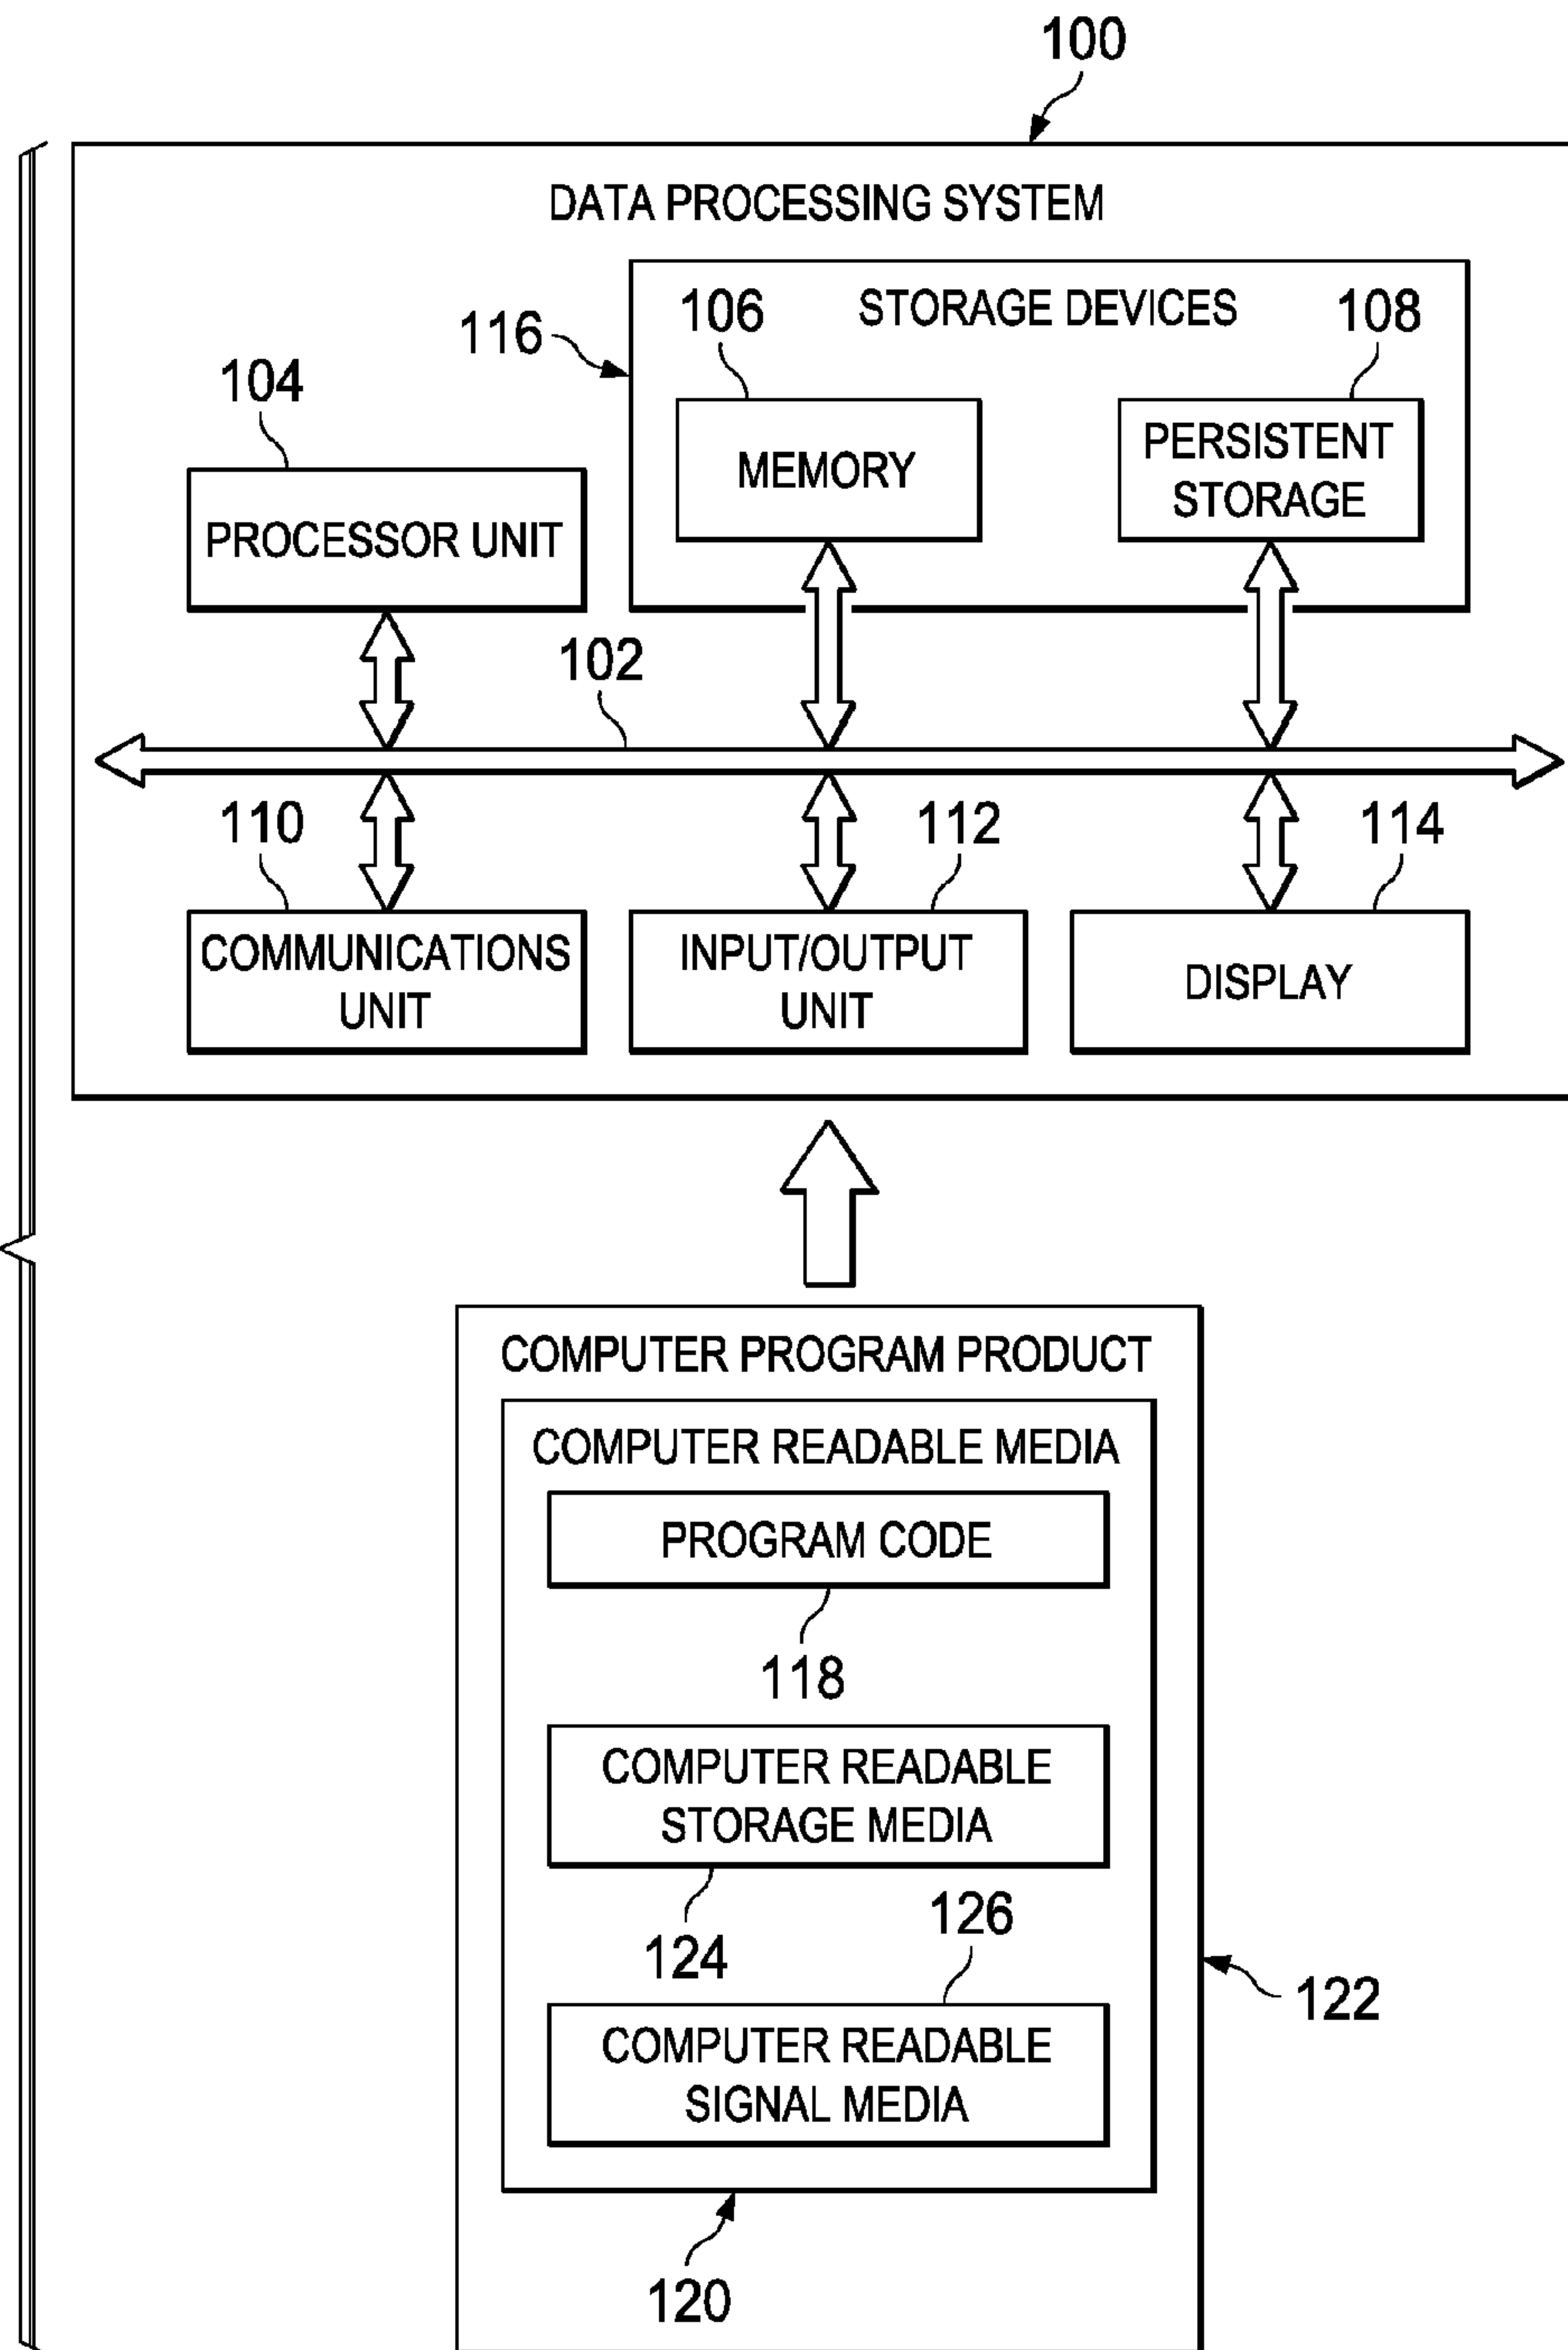 100
DATA PROCESSING SYSTEM
106
STORAGE DEVICES
108
116
104
MEMORY
PERSISTENT
STORAGE
PROCESSOR UNIT
102
110
112
114
COMMUNICATIONS
UNIT
INPUT/OUTPUT
UNIT
DISPLAY
COMPUTER PROGRAM PRODUCT
COMPUTER READABLE MEDIA
PROGRAM CODE
118
COMPUTER READABLE
STORAGE MEDIA
124
126
122
COMPUTER READABLE
SIGNAL MEDIA
120